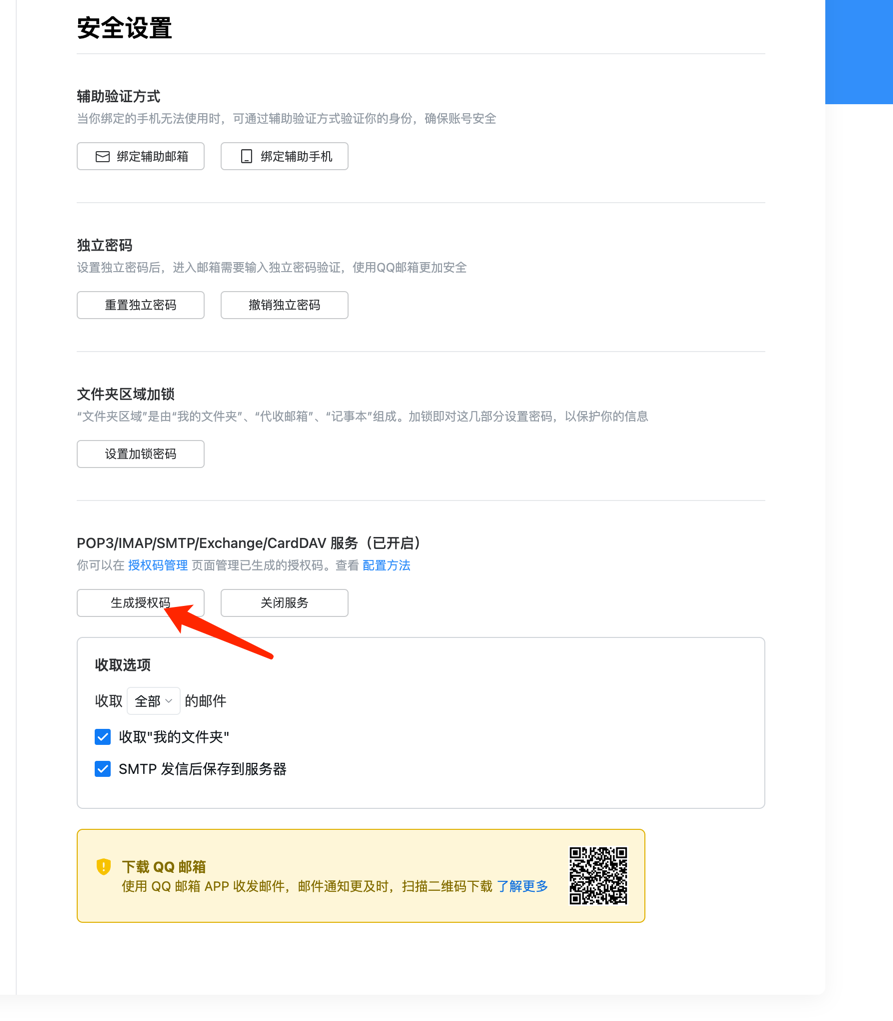 安全设置
辅助验证方式
当你绑定的手机无法使用时，可通过辅助验证方式验证你的身份，确保账号安全
绑定辅助邮箱 绑定辅助手机
独立密码
设置独立密码后，进入邮箱需要输入独立密码验证，使用QQ邮箱更加安全
重置独立密码 撤销独立密码
文件夹区域加锁
“文件夹区域”是由“我的文件夹”、“代收邮箱”、“记事本”组成。加锁即对这几部分设置密码，以保护你的信息
设置加锁密码
POP3/IMAP/SMTP/Exchange/CardDAV 服务（已开启）
你可以在 授权码管理 页面管理已生成的授权码。查看 配置方法
生成授权码 关闭服务
收取选项
收取 全部 的邮件
收取"我的文件夹"
SMTP 发信后保存到服务器
下载 QQ 邮箱
使用 QQ 邮箱 APP 收发邮件，邮件通知更及时，扫描二维码下载 了解更多